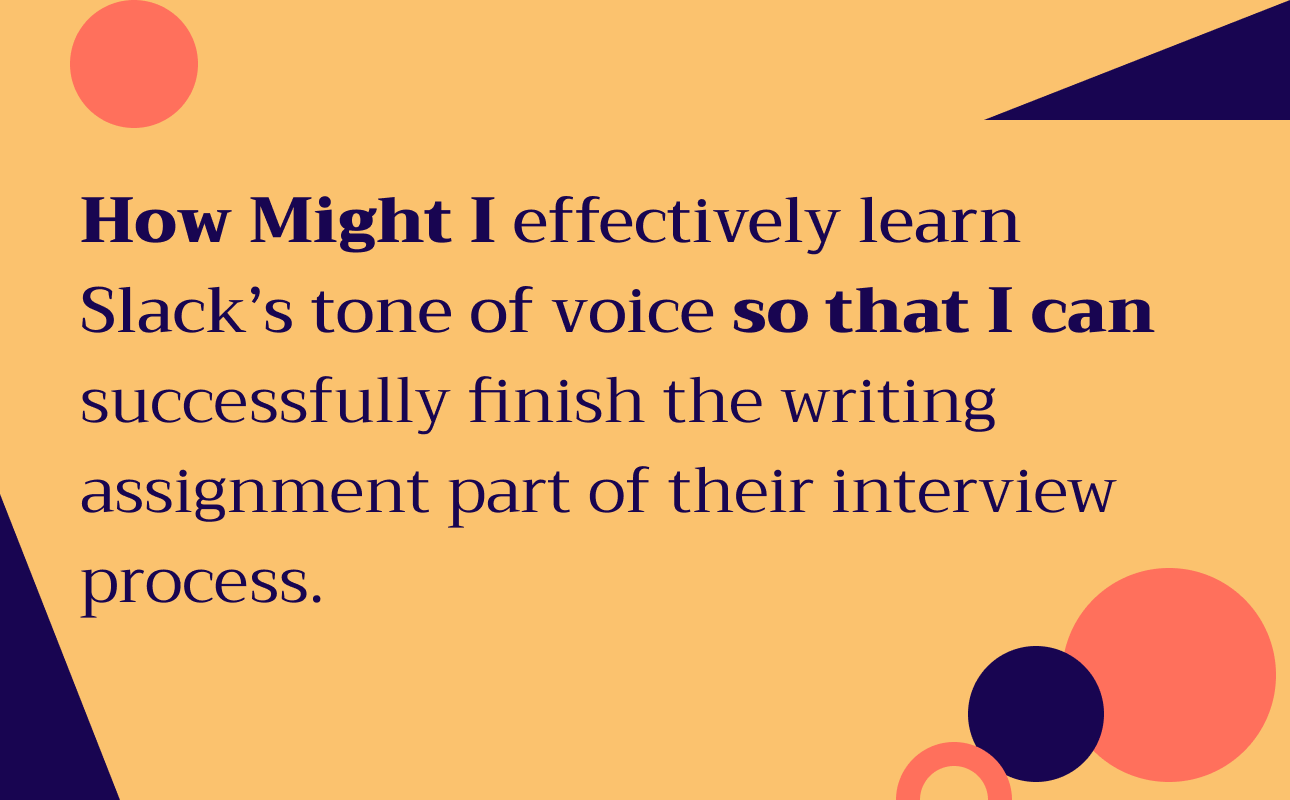 How Might I effectively learn
Slack’s tone of voice so that I can
successfully finish the writing
assignment part of their interview
process.